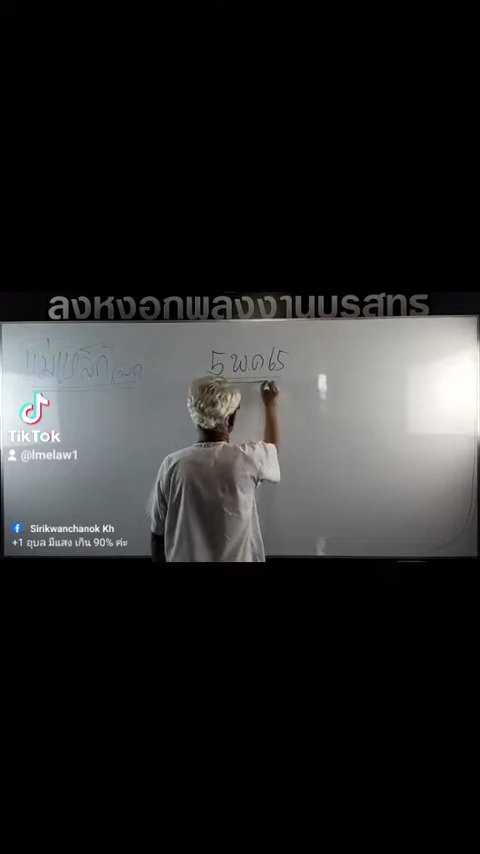 ลุงหงอกพลังงานบริสุทธ
แม่เหล็กโลก
5 พ.ค 65
TikTok
@lmelaw1
Sirikwanchanok Kh
+1 อุบล มีแสง เกิน 90% ค่ะ